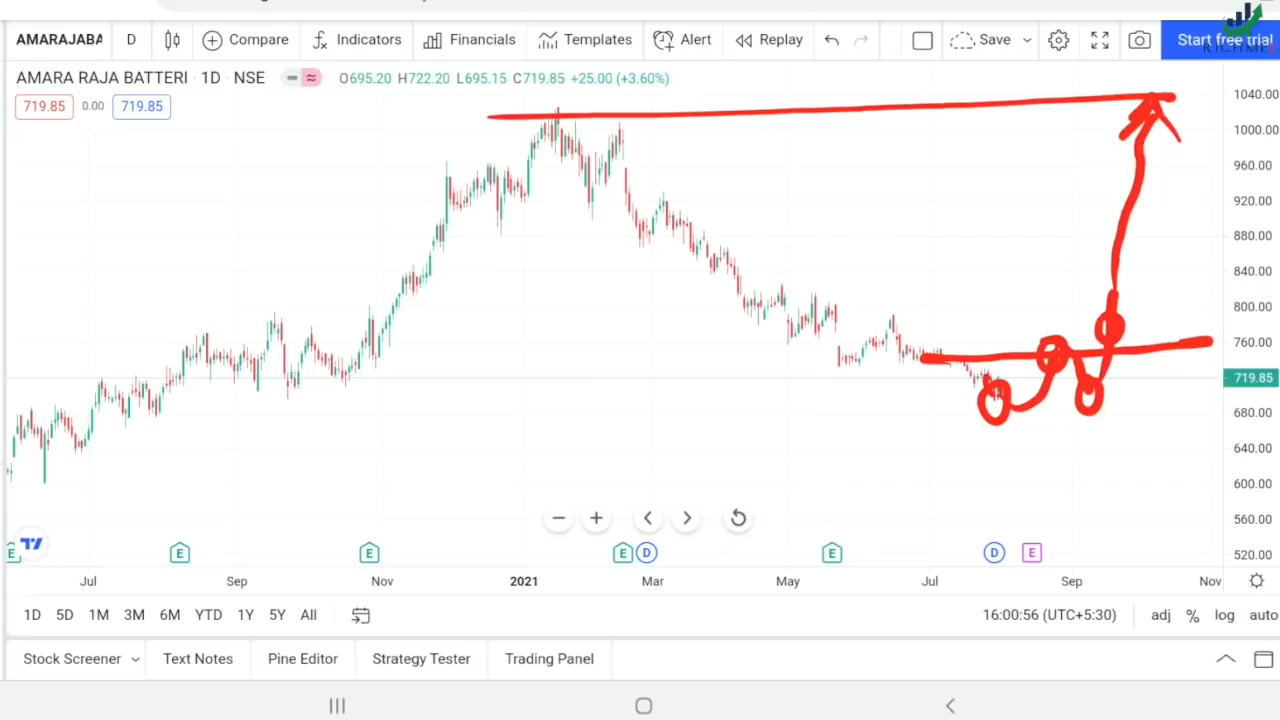 AMARAJABA D Compare Indicators Financials Templates Alert Replay Save Start free trial
AMARA RAJA BATTERI · 1D · NSE O695.20 H722.20 L695.15 C719.85 +25.00 (+3.60%)
719.85 0.00 719.85
1040.00
1000.00
960.00
920.00
880.00
840.00
800.00
760.00
719.85
680.00
640.00
600.00
560.00
520.00
E E E E D E D E
Jul Sep Nov 2021 Mar May Jul Sep Nov
1D 5D 1M 3M 6M YTD 1Y 5Y All 16:00:56 (UTC+5:30) adj % log auto
Stock Screener Text Notes Pine Editor Strategy Tester Trading Panel